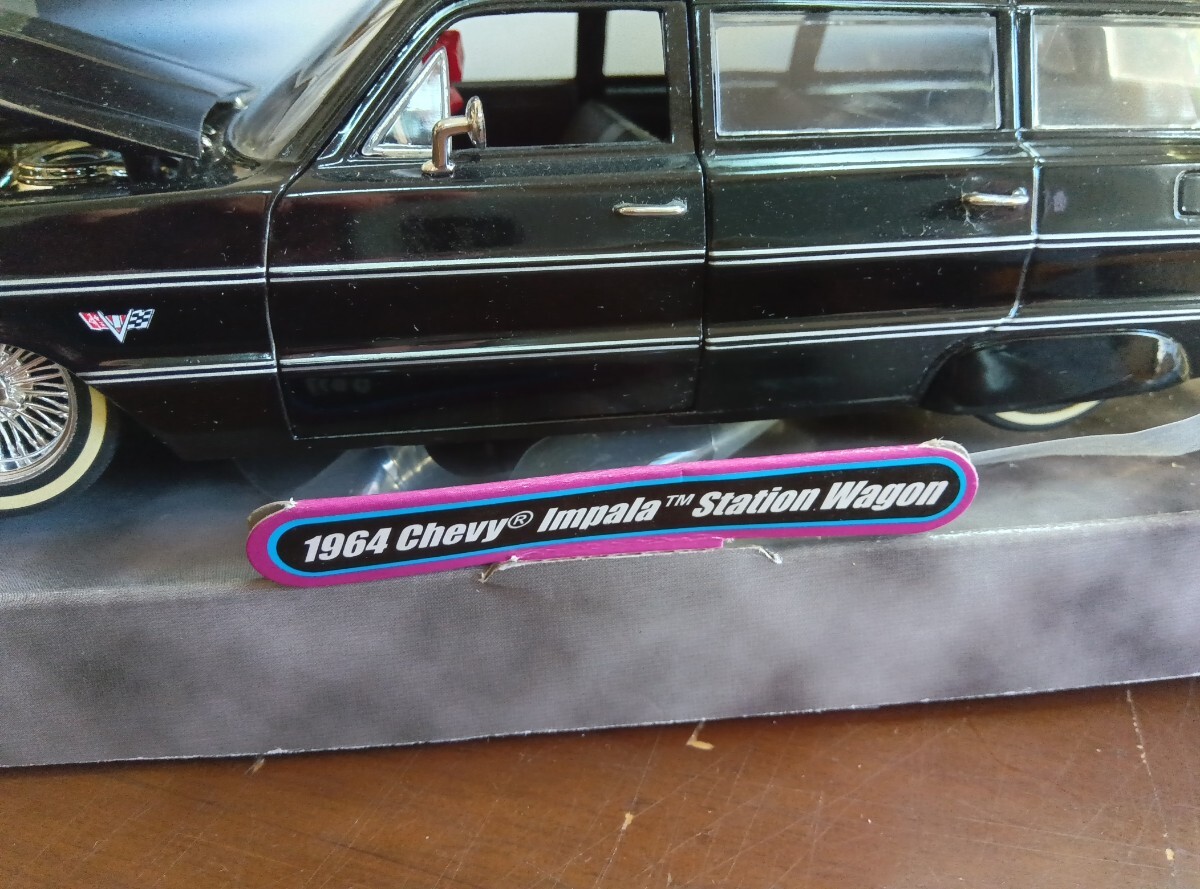 1964 Chevy® Impala™ Station Wagon